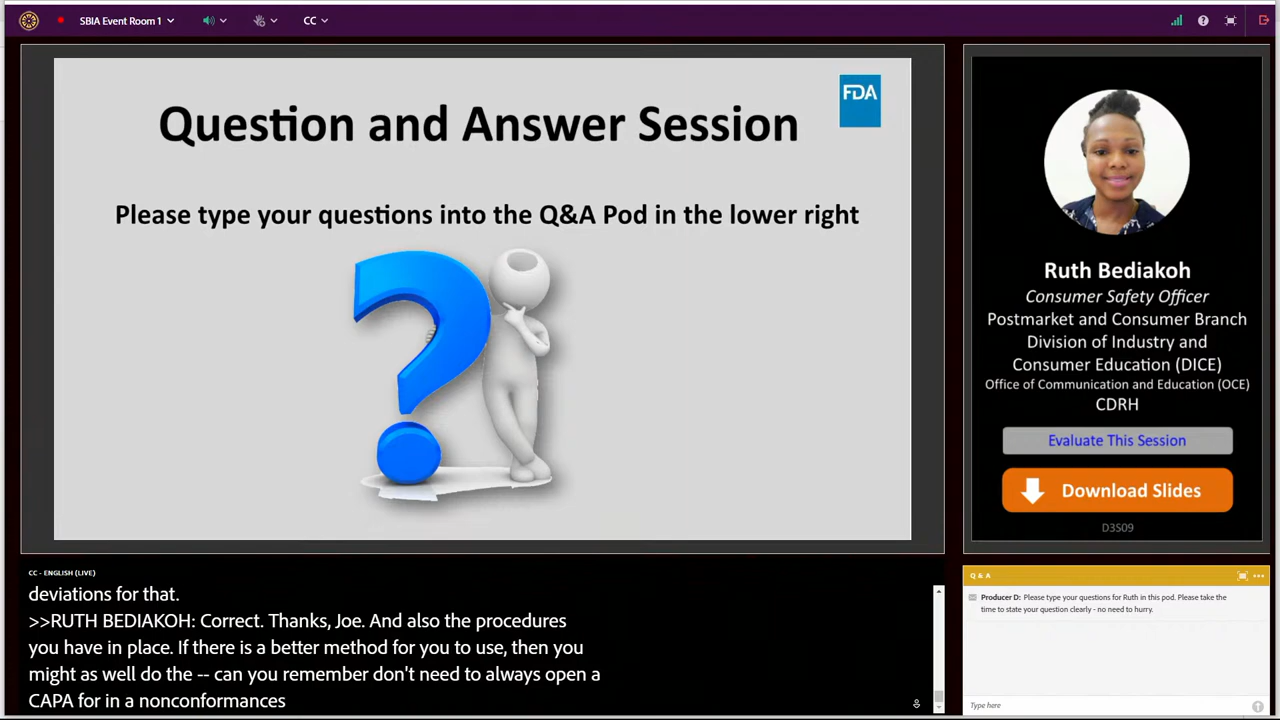 SBIA Event Room 1
CC
Question and Answer Session
FDA
Please type your questions into the Q&A Pod in the lower right
Ruth Bediakoh
Consumer Safety Officer
Postmarket and Consumer Branch
Division of Industry and
Consumer Education (DICE)
Office of Communication and Education (OCE)
CDRH
Evaluate This Session
Download Slides
D3S09
CC - ENGLISH (LIVE)
deviations for that.
>>RUTH BEDIAKOH: Correct. Thanks, Joe. And also the procedures
you have in place. If there is a better method for you to use, then you
might as well do the -- can you remember don't need to always open a
CAPA for in a nonconformances
Q & A
Producer D: Please type your questions for Ruth in this pod. Please take the
time to state your question clearly - no need to hurry.
Type here